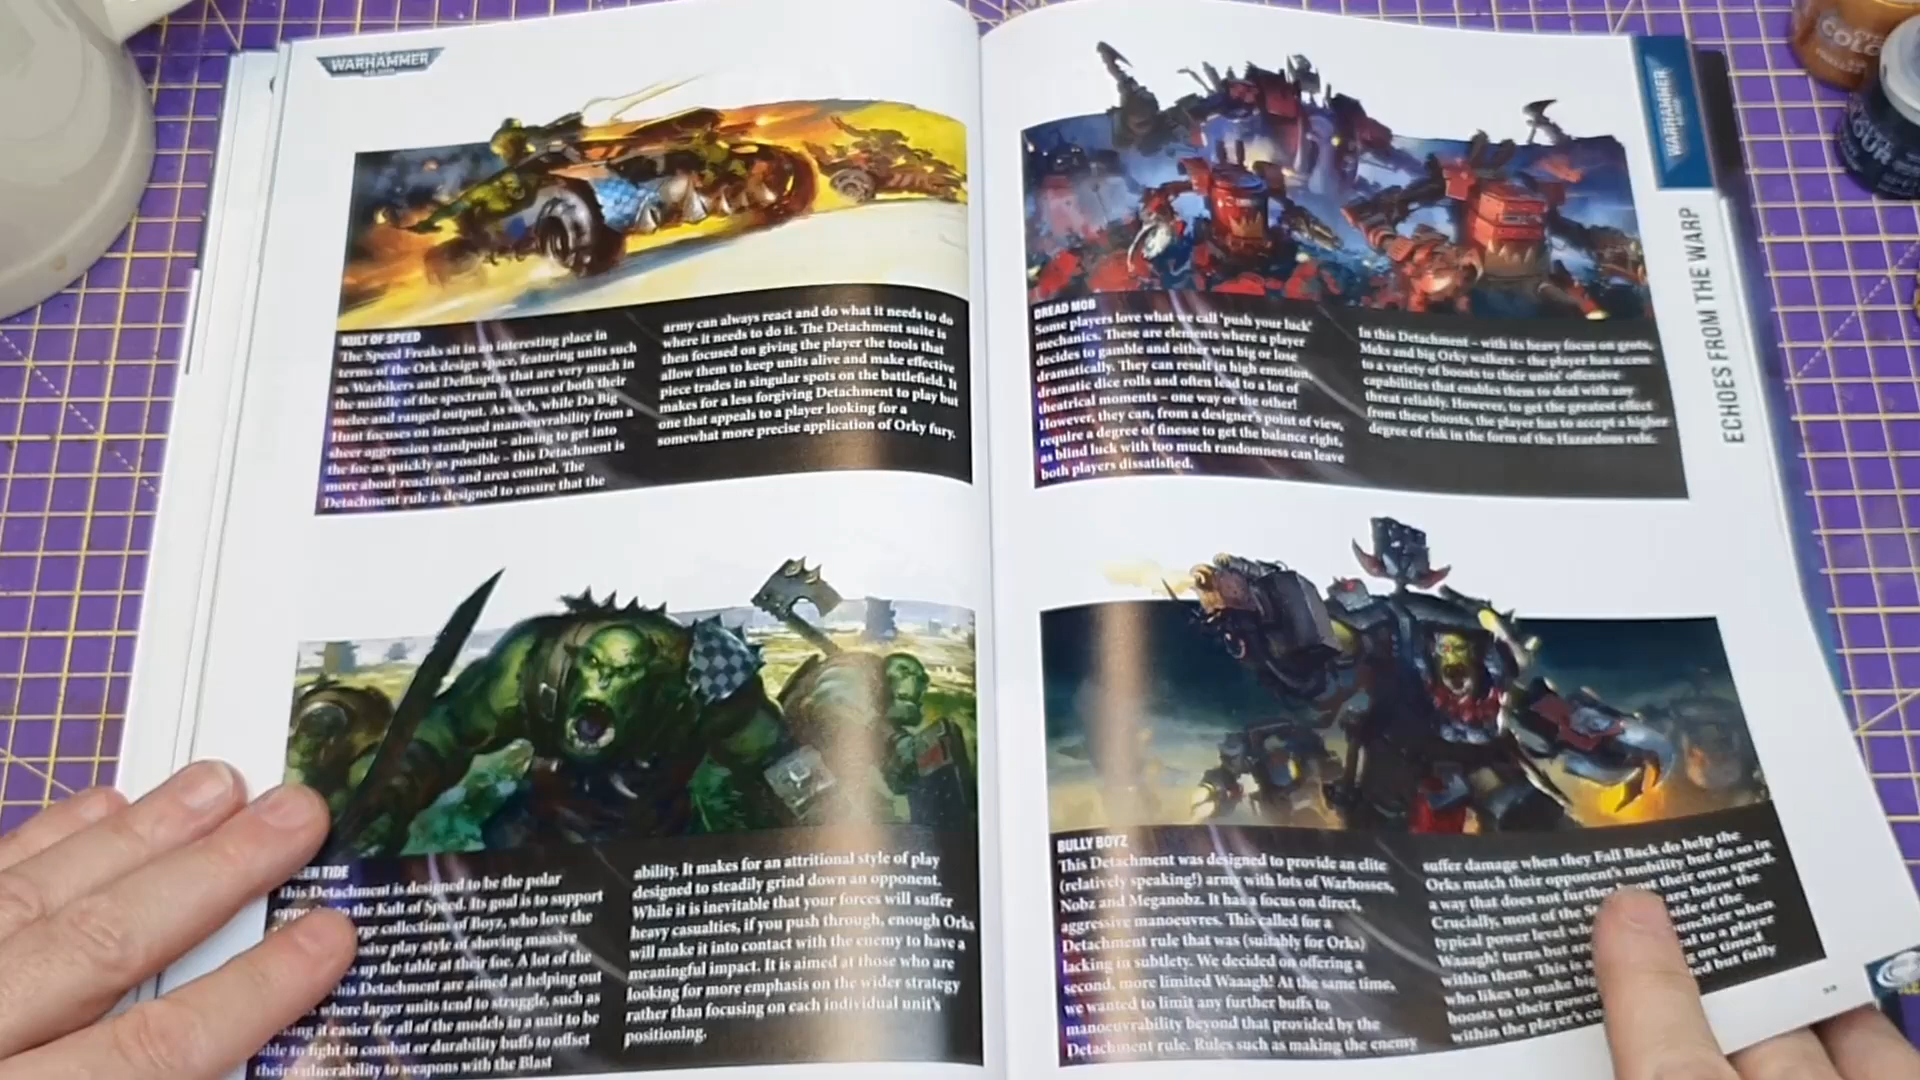 WARHAMMER
40,000
KULT OF SPEED
The Speed Freaks sit in an interesting place in
terms of the Ork design space, featuring units such
as Warbikers and Deffkoptas that are very much in
the middle of the spectrum in terms of both their
melee and ranged output. As such, while Da Big
Hunt focuses on increased manoeuvrability from a
sheer aggression standpoint – aiming to get into
the foe as quickly as possible – this Detachment is
more about reactions and area control. The
Detachment rule is designed to ensure that the
army can always react and do what it needs to do
where it needs to do it. The Detachment suite is
then focused on giving the player the tools that
allow them to keep units alive and make effective
piece trades in singular spots on the battlefield. It
makes for a less forgiving Detachment to play but
one that appeals to a player looking for a
somewhat more precise application of Orky fury.
TIDE
This Detachment is designed to be the polar
to the Kult of Speed. Its goal is to support
collections of Boyz, who love the
play style of shoving massive
up the table at their foe. A lot of the
this Detachment are aimed at helping out
where larger units tend to struggle, such as
it easier for all of the models in a unit to be
able to fight in combat or durability buffs to offset
their vulnerability to weapons with the Blast
ability. It makes for an attritional style of play
designed to steadily grind down an opponent.
While it is inevitable that your forces will suffer
heavy casualties, if you push through, enough Orks
will make it into contact with the enemy to have a
meaningful impact. It is aimed at those who are
looking for more emphasis on the wider strategy
rather than focusing on each individual unit's
positioning.
DREAD MOB
Some players love what we call 'push your luck'
mechanics. These are elements where a player
decides to gamble and either win big or lose
dramatically. They can result in high emotion,
dramatic dice rolls and often lead to a lot of
theatrical moments – one way or the other!
However, they can, from a designer's point of view,
require a degree of finesse to get the balance right,
as blind luck with too much randomness can leave
both players dissatisfied.
In this Detachment – with its heavy focus on grots,
Meks and big Orky walkers – the player has access
to a variety of boosts to their units' offensive
capabilities that enables them to deal with any
threat reliably. However, to get the greatest effect
from these boosts, the player has to accept a higher
degree of risk in the form of the Hazardous rule.
BULLY BOYZ
This Detachment was designed to provide an elite
(relatively speaking!) army with lots of Warbosses,
Nobz and Meganobz. It has a focus on direct,
aggressive manoeuvres. This called for a
Detachment rule that was (suitably for Orks)
lacking in subtlety. We decided on offering a
second, more limited Waaagh! At the same time,
we wanted to limit any further buffs to
manoeuvrability beyond that provided by the
Detachment rule. Rules such as making the enemy
suffer damage when they Fall Back do help the
Orks match their opponent's mobility but do so in
a way that does not further boost their own speed.
Crucially, most of the are below the
typical power level of the
Waaagh! turns but are when
within them. This is to a player
who likes to make big on timed
boosts to their power but fully
within the player's
WARHAMMER
ECHOES FROM THE WARP